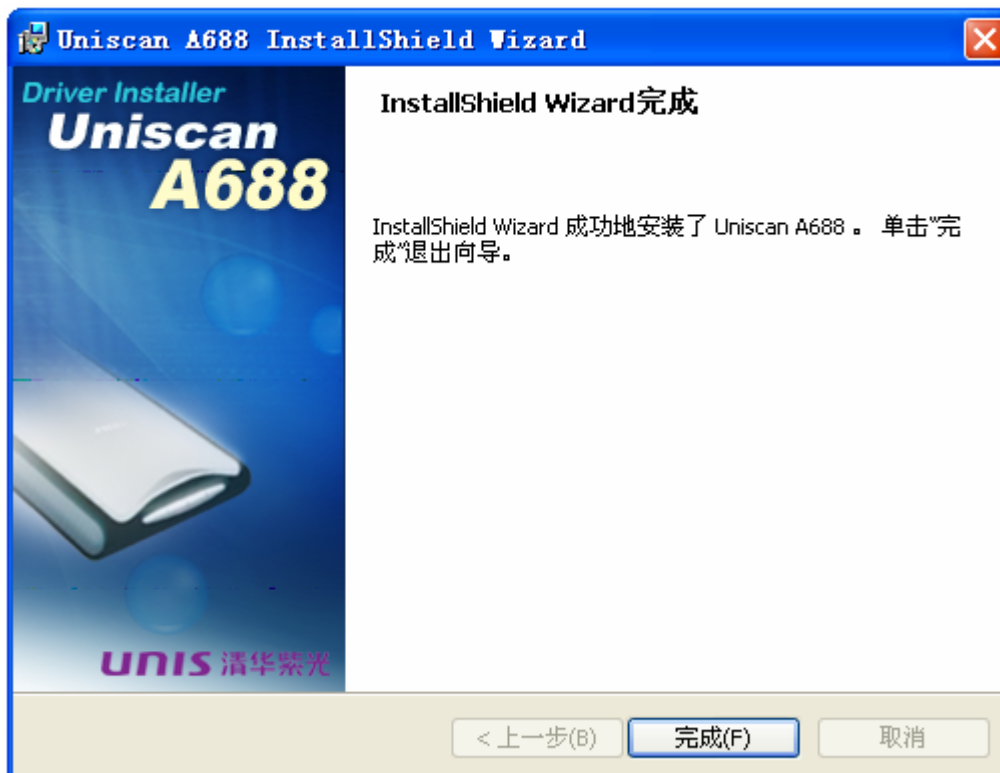 Uniscan A688 InstallShield Wizard
Driver Installer
Uniscan
A688
InstallShield Wizard完成
InstallShield Wizard 成功地安装了 Uniscan A688 。 单击“完
成”退出向导。
UNIS 清华紫光
< 上一步(B)
完成(F)
取消